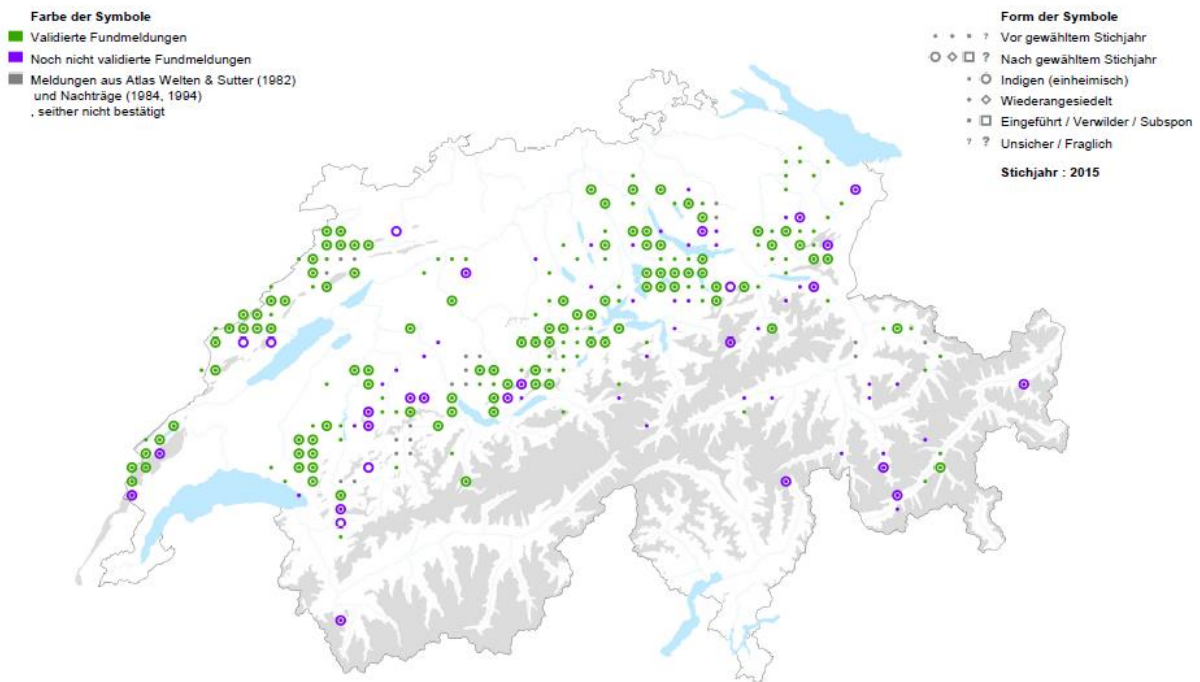 Farbe der Symbole
Validierte Fundmeldungen
Noch nicht validierte Fundmeldungen
Meldungen aus Atlas Welten & Sutter (1982)
und Nachträge (1984, 1994)
, seither nicht bestätigt
Form der Symbole
? Vor gewähltem Stichjahr
? Nach gewähltem Stichjahr
Indigen (einheimisch)
Wiederangesiedelt
Eingeführt / Verwilder / Subspon
? ? Unsicher / Fraglich
Stichjahr : 2015